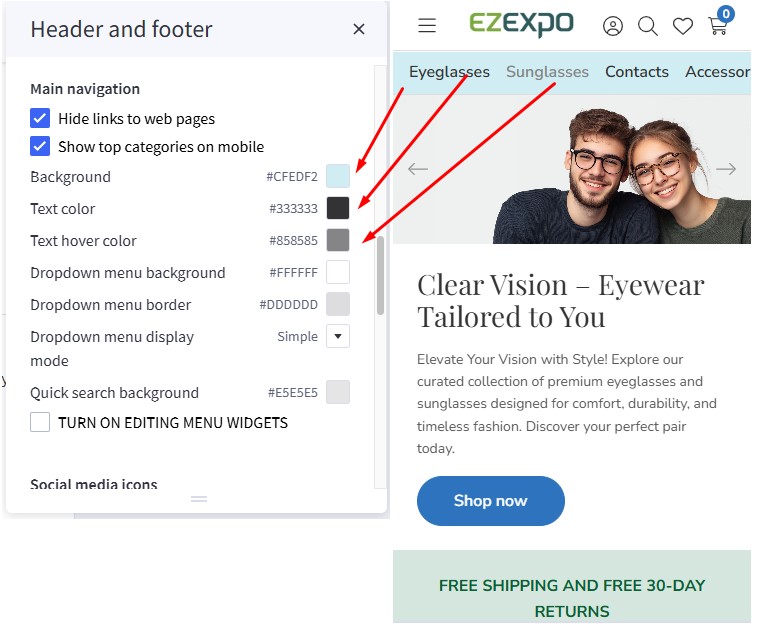 Header and footer
Main navigation
Hide links to web pages
Show top categories on mobile
Background #CFEDF2
Text color #333333
Text hover color #858585
Dropdown menu background #FFFFFF
Dropdown menu border #DDDDDD
Dropdown menu display Simple
mode
Quick search background #E5E5E5
TURN ON EDITING MENU WIDGETS
Social media icons
EZEXPO
0
Eyeglasses Sunglasses Contacts Accessor
Clear Vision – Eyewear
Tailored to You
Elevate Your Vision with Style! Explore our
curated collection of premium eyeglasses and
sunglasses designed for comfort, durability, and
timeless fashion. Discover your perfect pair
today.
Shop now
FREE SHIPPING AND FREE 30-DAY
RETURNS